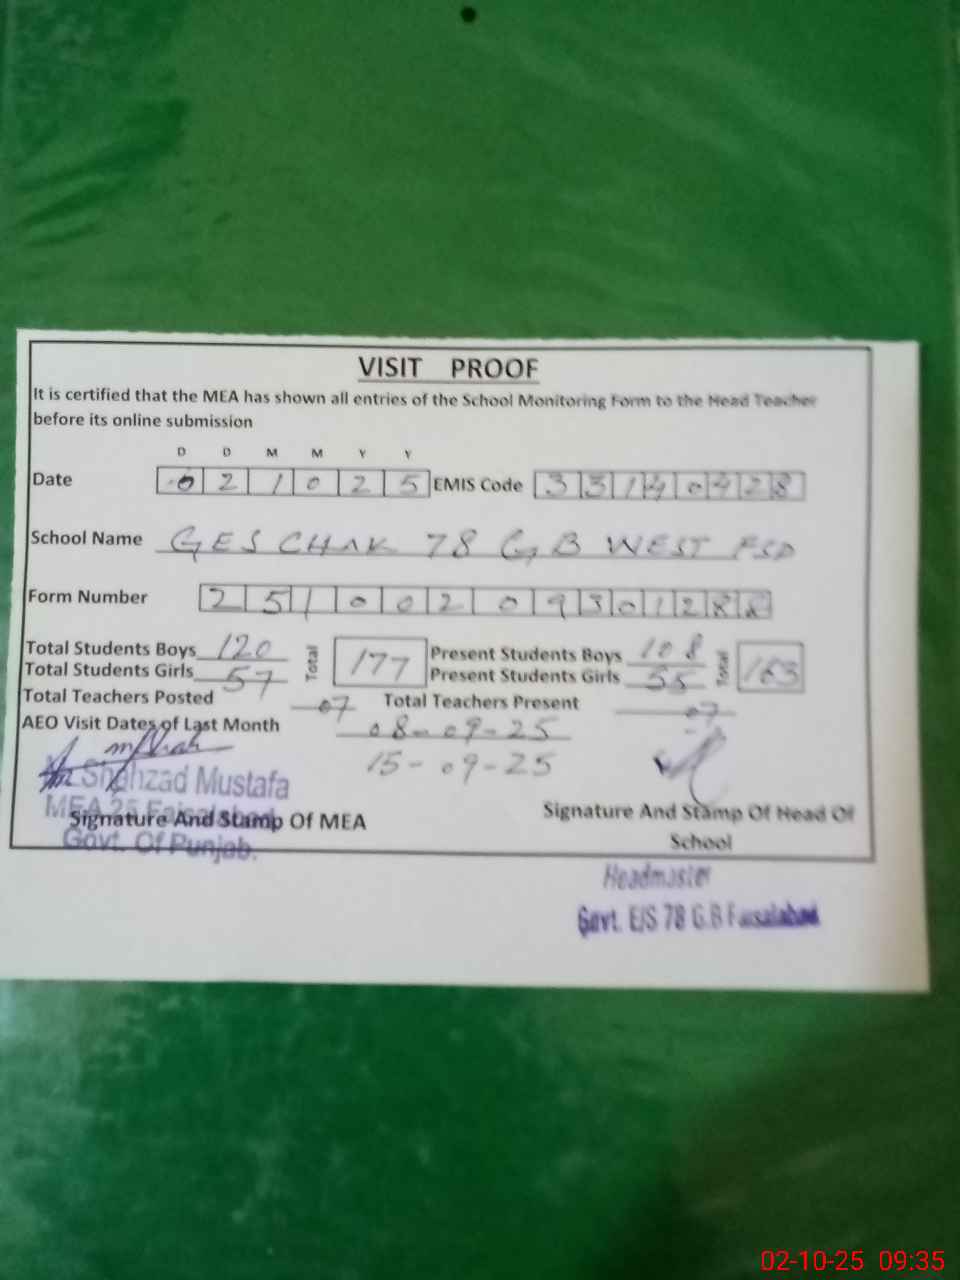 VISIT PROOF
It is certified that the MEA has shown all entries of the School Monitoring Form to the Head Teacher
before its online submission
D D M M Y Y
Date 0 2 1 0 2 5 EMIS Code 3 3 1 4 0 4 2 8
School Name GES CHAK 78 GB WEST FSD
Form Number 2 5 1 0 0 2 0 9 3 0 1 2 8 8
Total Students Boys 120 Total 177 Present Students Boys 108 Total 163
Total Students Girls 57 Present Students Girls 55
Total Teachers Posted 07 Total Teachers Present 07
AEO Visit Dates of Last Month 08-09-25
15-09-25
Shahzad Mustafa
MEA 25 Faisalabad
Govt. Of Punjab.
Signature And Stamp Of MEA
Signature And Stamp Of Head Of
School
Headmaster
Govt. E/S 78 G.B Faisalabad
02-10-25 09:35